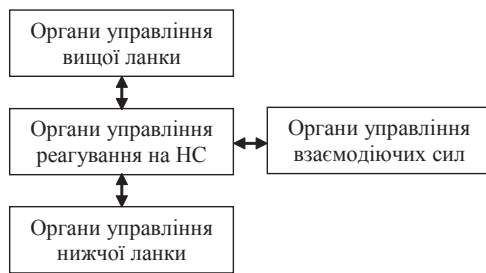 Органи управління
вищої ланки
Органи управління
реагування на НС
Органи управління
взаємодіючих сил
Органи управління
нижчої ланки